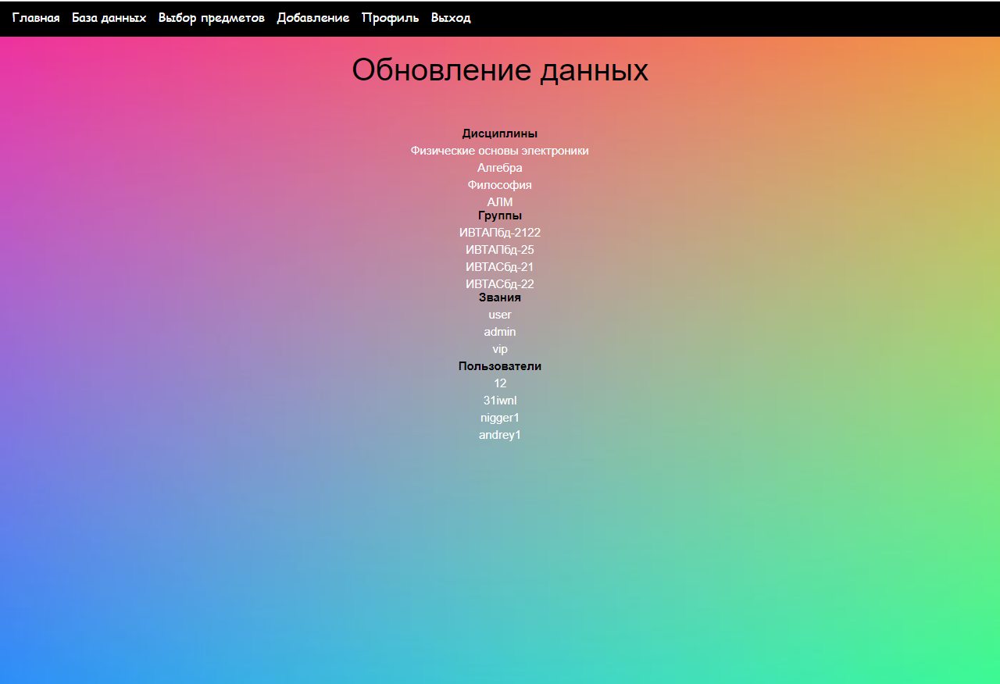 Главная База данных Выбор предметов Добавление Профиль Выход
Обновление данных
Дисциплины
Физические основы электроники
Алгебра
Философия
АЛМ
Группы
ИВТАПбд-2122
ИВТАПбд-25
ИВТАСбд-21
ИВТАСбд-22
Звания
user
admin
vip
Пользователи
12
31iwnl
nigger1
andrey1